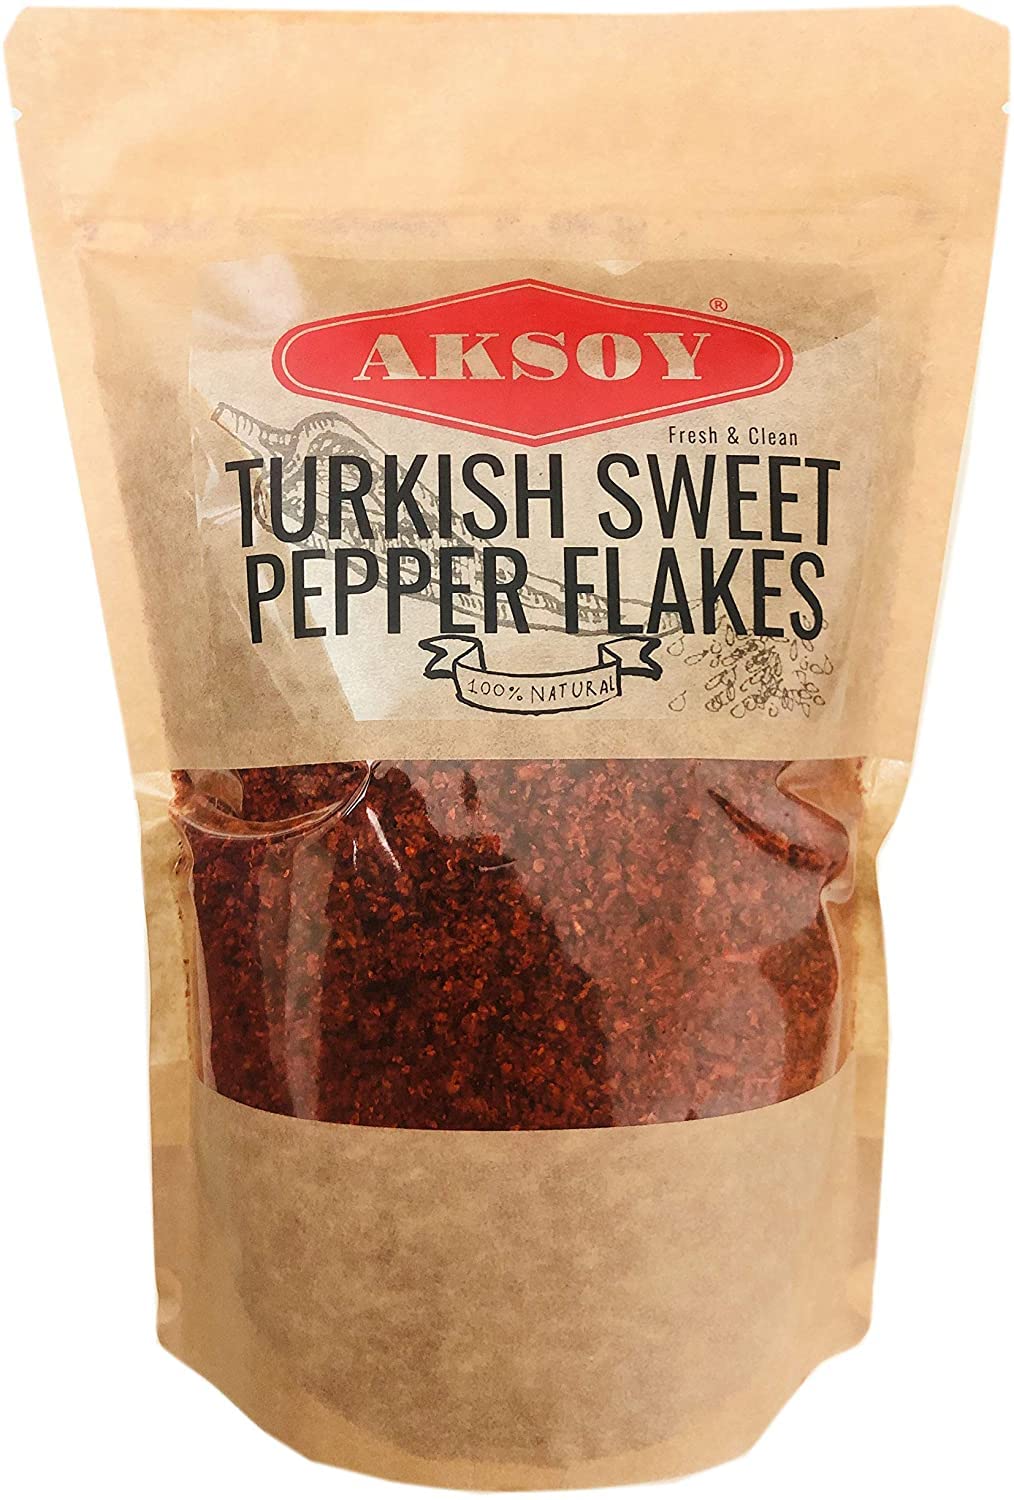 AKSOY®
Fresh & Clean
TURKISH SWEET
PEPPER FLAKES
100% NATURAL